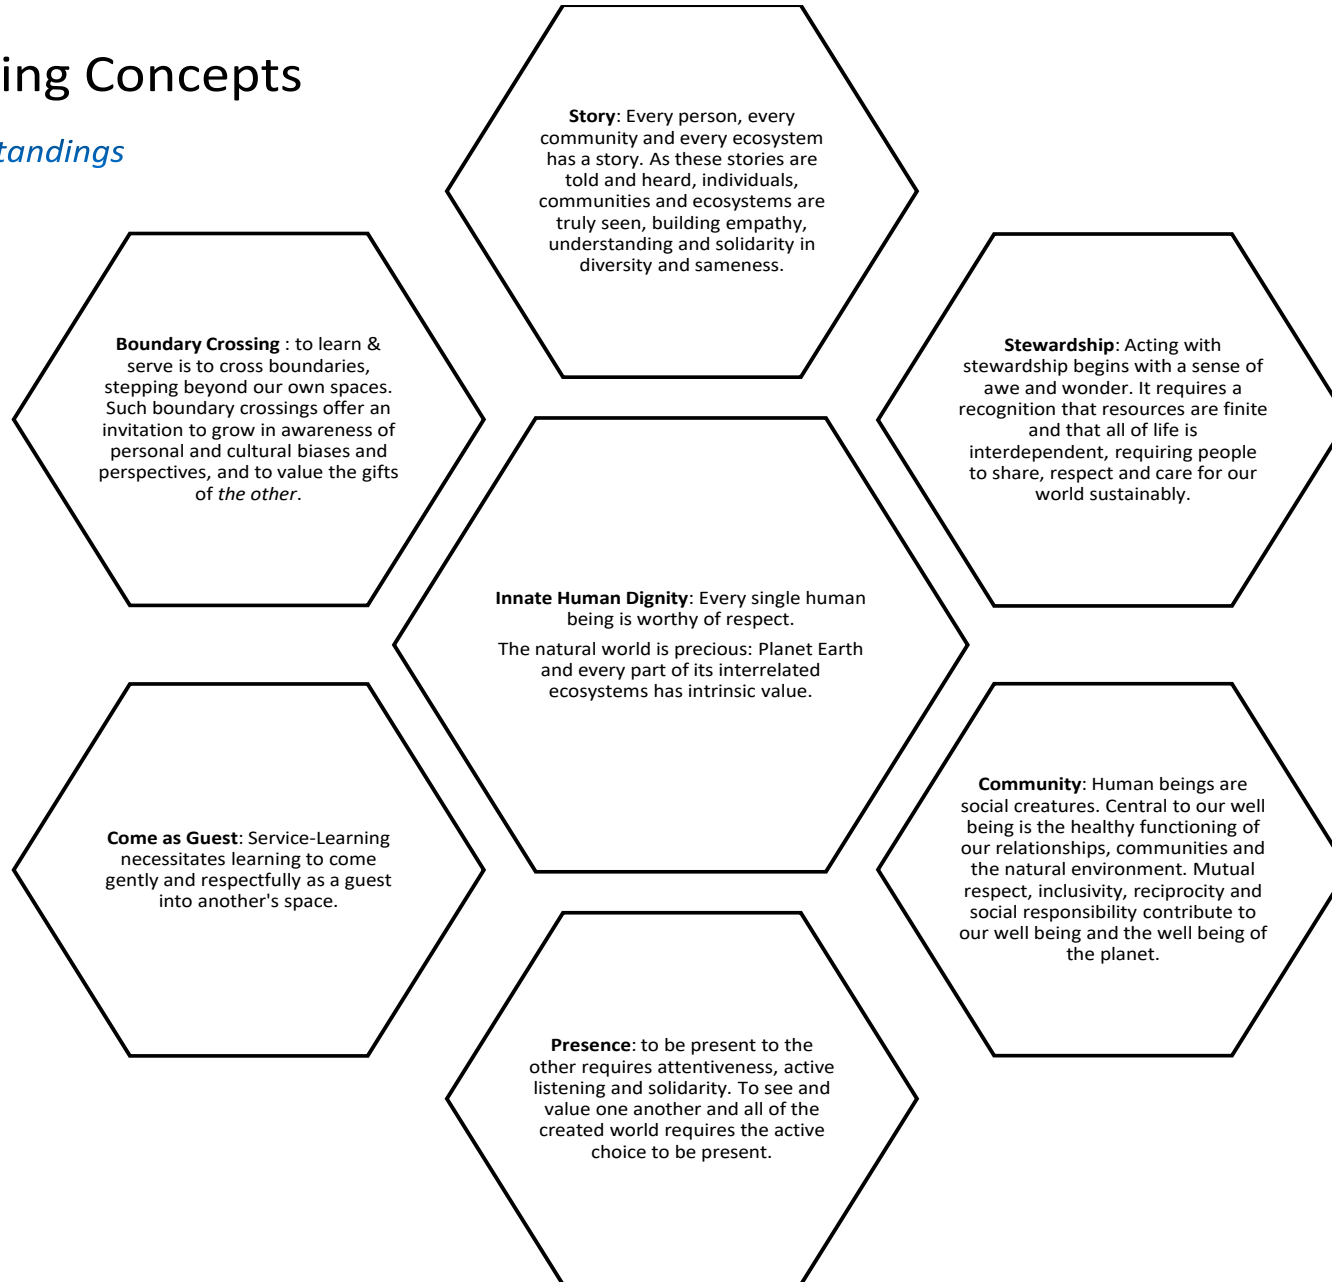 ing Concepts
tandings
Story: Every person, every
community and every ecosystem
has a story. As these stories are
told and heard, individuals,
communities and ecosystems are
truly seen, building empathy,
understanding and solidarity in
diversity and sameness.
Boundary Crossing : to learn &
serve is to cross boundaries,
stepping beyond our own spaces.
Such boundary crossings offer an
invitation to grow in awareness of
personal and cultural biases and
perspectives, and to value the gifts
of the other.
Stewardship: Acting with
stewardship begins with a sense of
awe and wonder. It requires a
recognition that resources are finite
and that all of life is
interdependent, requiring people
to share, respect and care for our
world sustainably.
Innate Human Dignity: Every single human
being is worthy of respect.
The natural world is precious: Planet Earth
and every part of its interrelated
ecosystems has intrinsic value.
Come as Guest: Service-Learning
necessitates learning to come
gently and respectfully as a guest
into another's space.
Community: Human beings are
social creatures. Central to our well
being is the healthy functioning of
our relationships, communities and
the natural environment. Mutual
respect, inclusivity, reciprocity and
social responsibility contribute to
our well being and the well being of
the planet.
Presence: to be present to the
other requires attentiveness, active
listening and solidarity. To see and
value one another and all of the
created world requires the active
choice to be present.